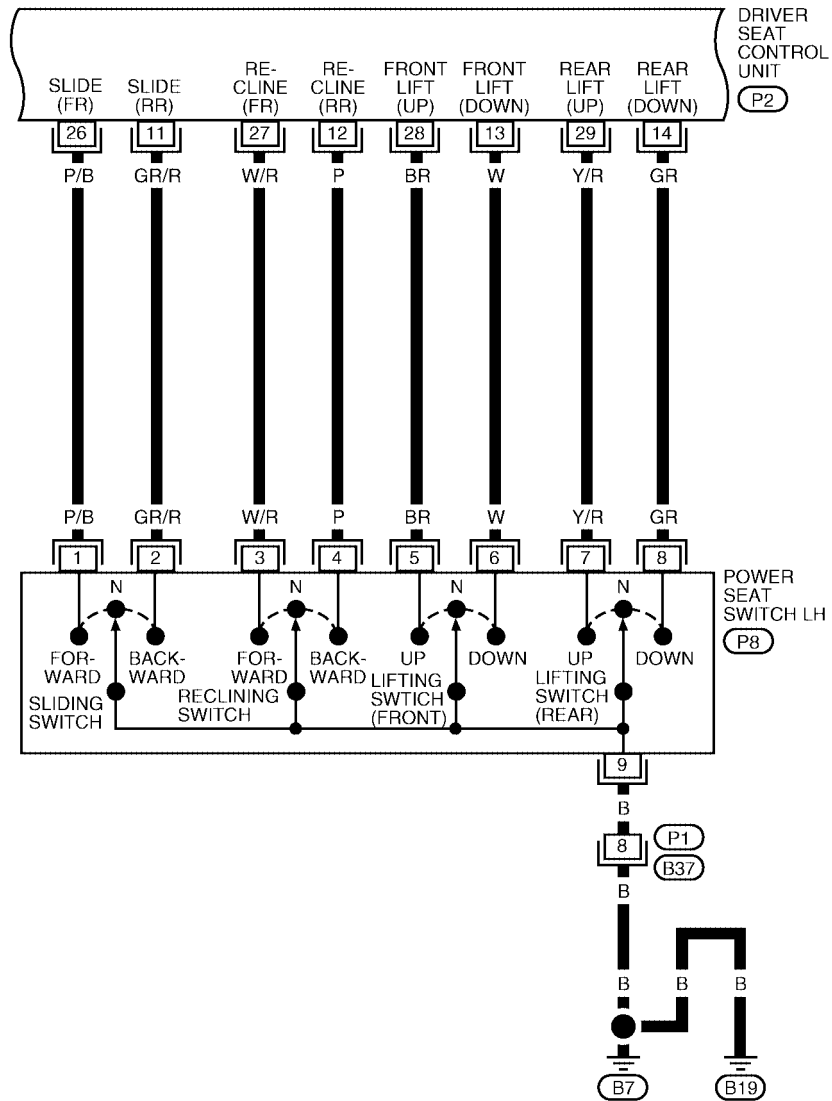 DRIVER
SEAT
CONTROL
UNIT
P2
SLIDE
(FR)
SLIDE
(RR)
RE-
CLINE
(FR)
RE-
CLINE
(RR)
FRONT
LIFT
(UP)
FRONT
LIFT
(DOWN)
REAR
LIFT
(UP)
REAR
LIFT
(DOWN)
26 11 27 12 28 13 29 14
P/B GR/R W/R P BR W Y/R GR
P/B GR/R W/R P BR W Y/R GR
1 2 3 4 5 6 7 8
POWER
SEAT
SWITCH LH
P8
N N N N
FOR-
WARD
BACK-
WARD
SLIDING
SWITCH
FOR-
WARD
BACK-
WARD
RECLINING
SWITCH
UP DOWN
LIFTING
SWTICH
(FRONT)
UP DOWN
LIFTING
SWITCH
(REAR)
9
B
8
P1
B37
B
B B B
B7 B19